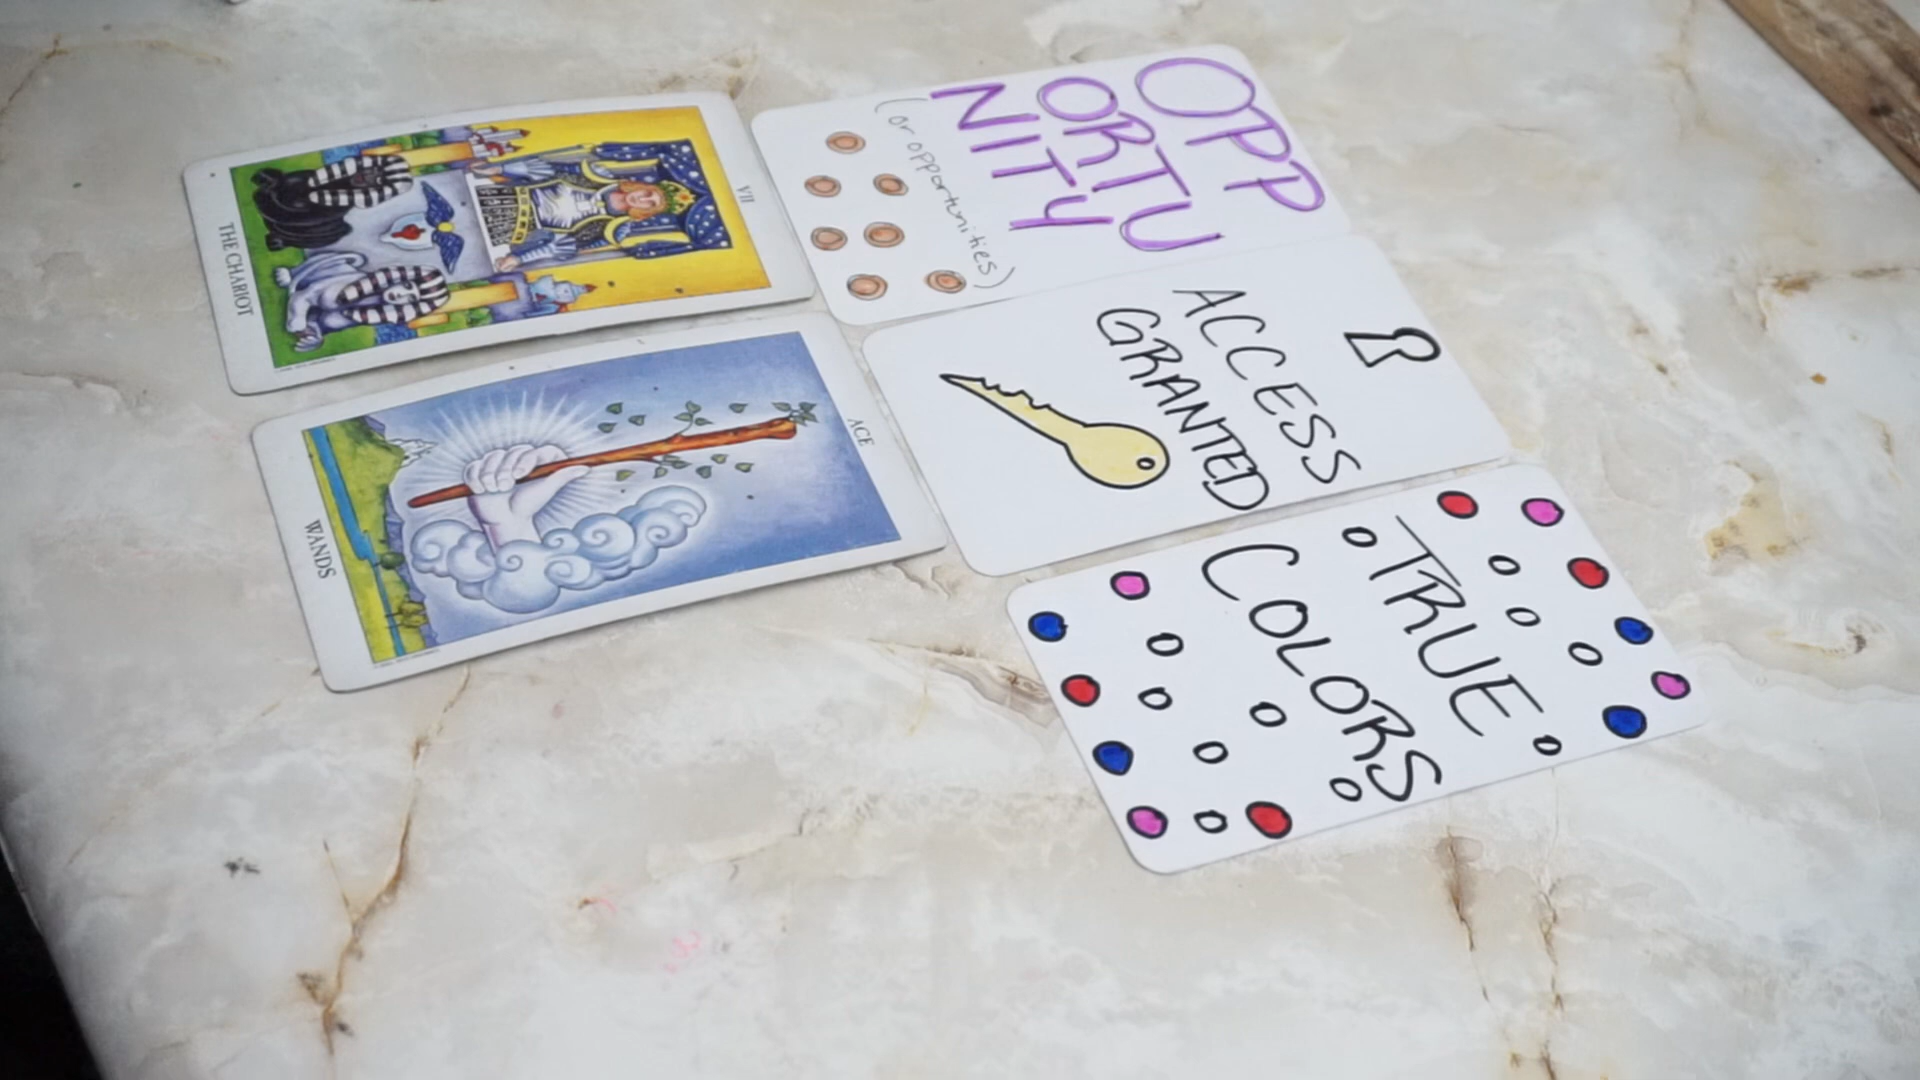 VII
THE CHARIOT
OPP
ORTU
NITY
(or opportunities)
ACE
WANDS
ACCESS
GRANTED
TRUE
COLORS